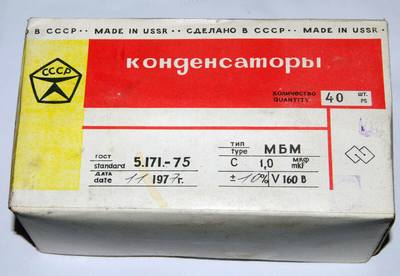 О В СССР ·· MADE IN USSR ·· СДЕЛАНО В СССР ·· MADE IN USSR ·
СССР
конденсаторы
количество
QUANTITY 40 шт.
ps
гост
standard 5.171.-75
тип
type МБМ
С 1,0 мкф
mkf
дата
date 11 1977г.
± 10% V 160 В